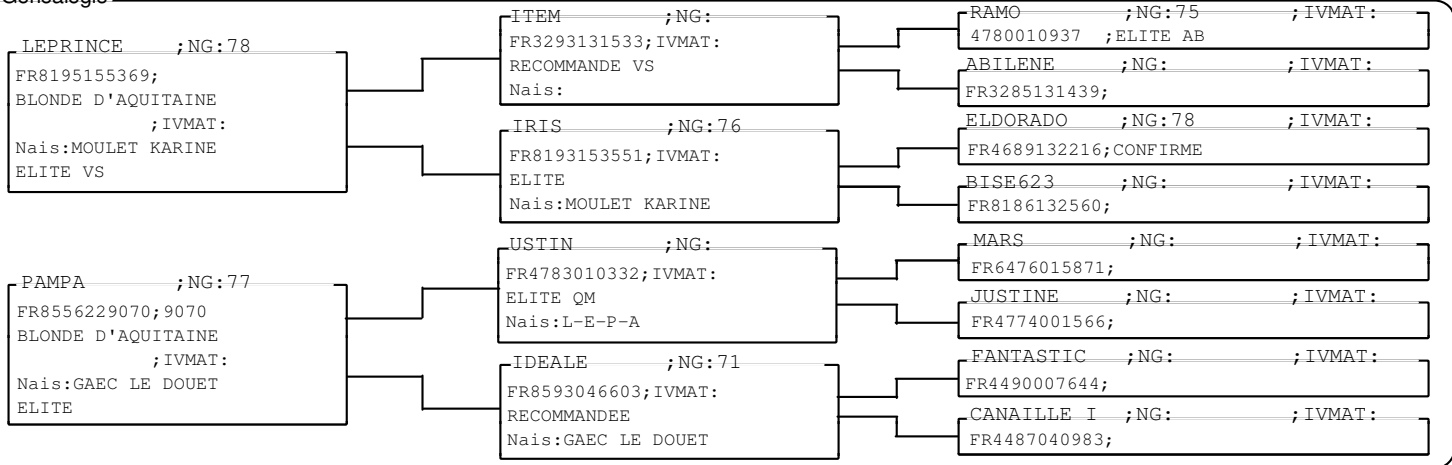 Généalogie
LEPRINCE ;NG:78
FR8195155369;
BLONDE D'AQUITAINE
;IVMAT:
Nais:MOULET KARINE
ELITE VS
PAMPA ;NG:77
FR8556229070;9070
BLONDE D'AQUITAINE
;IVMAT:
Nais:GAEC LE DOUET
ELITE
ITEM ;NG:
FR3293131533;IVMAT:
RECOMMANDE VS
Nais:
IRIS ;NG:76
FR8193153551;IVMAT:
ELITE
Nais:MOULET KARINE
USTIN ;NG:
FR4783010332;IVMAT:
ELITE QM
Nais:L-E-P-A
IDEALE ;NG:71
FR8593046603;IVMAT:
RECOMMANDEE
Nais:GAEC LE DOUET
RAMO ;NG:75 ;IVMAT:
4780010937 ;ELITE AB
ABILENE ;NG: ;IVMAT:
FR3285131439;
ELDORADO ;NG:78 ;IVMAT:
FR4689132216;CONFIRME
BISE623 ;NG: ;IVMAT:
FR8186132560;
MARS ;NG: ;IVMAT:
FR6476015871;
JUSTINE ;NG: ;IVMAT:
FR4774001566;
FANTASTIC ;NG: ;IVMAT:
FR4490007644;
CANAILLE I ;NG: ;IVMAT:
FR4487040983;